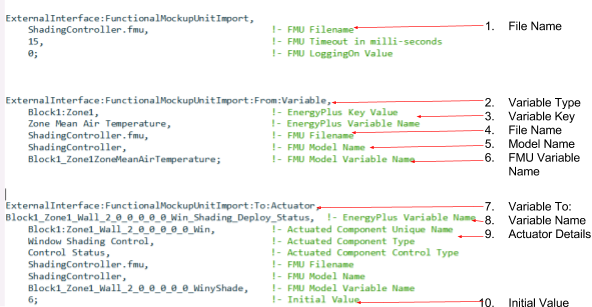 ExternalInterface:FunctionalMockupUnitImport,
ShadingController.fmu, !- FMU Filename 1. File Name
15, !- FMU Timeout in milli-seconds
0; !- FMU LoggingOn Value
ExternalInterface:FunctionalMockupUnitImport:From:Variable, 2. Variable Type
Block1:Zone1, !- EnergyPlus Key Value 3. Variable Key
Zone Mean Air Temperature, !- EnergyPlus Variable Name
ShadingController.fmu, !- FMU Filename 4. File Name
ShadingController, !- FMU Model Name 5. Model Name
Block1_Zone1ZoneMeanAirTemperature; !- FMU Model Variable Name 6. FMU Variable
Name
ExternalInterface:FunctionalMockupUnitImport:To:Actuator, 7. Variable To:
Block1_Zone1_Wall_2_0_0_0_0_0_Win_Shading_Deploy_Status, !- EnergyPlus Variable Name 8. Variable Name
Block1:Zone1_Wall_2_0_0_0_0_0_Win, !- Actuated Component Unique Name 9. Actuator Details
Window Shading Control, !- Actuated Component Type
Control Status, !- Actuated Component Control Type
ShadingController.fmu, !- FMU Filename
ShadingController, !- FMU Model Name
Block1_Zone1_Wall_2_0_0_0_0_0_WinyShade, !- FMU Model Variable Name
6; !- Initial Value 10. Initial Value